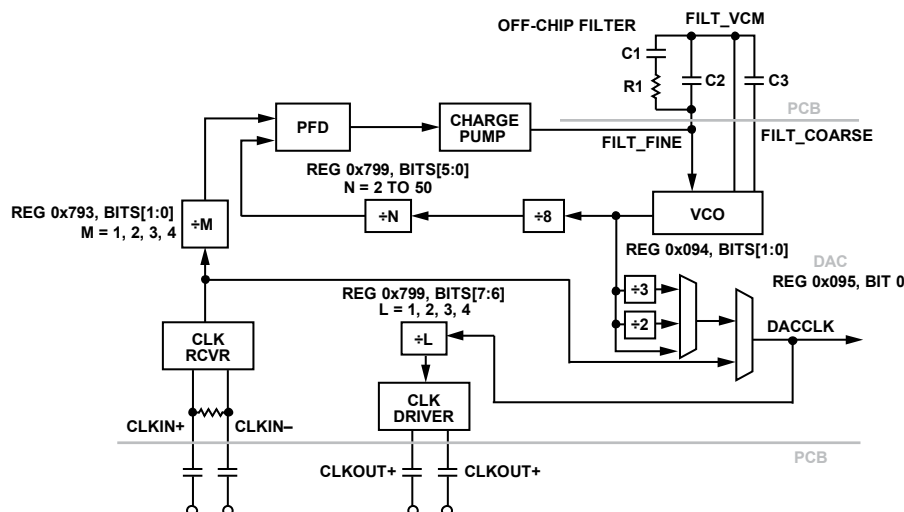 OFF-CHIP FILTER
FILT_VCM
C1
R1
C2
C3
PCB
PFD
CHARGE
PUMP
FILT_FINE
FILT_COARSE
REG 0x799, BITS[5:0]
N = 2 TO 50
REG 0x793, BITS[1:0]
M = 1, 2, 3, 4
÷M
÷N
÷8
VCO
REG 0x094, BITS[1:0]
DAC
REG 0x095, BIT 0
REG 0x799, BITS[7:6]
L = 1, 2, 3, 4
÷3
÷2
DACCLK
CLK
RCVR
÷L
CLK
DRIVER
CLKIN+
CLKIN–
PCB
CLKOUT+
CLKOUT+